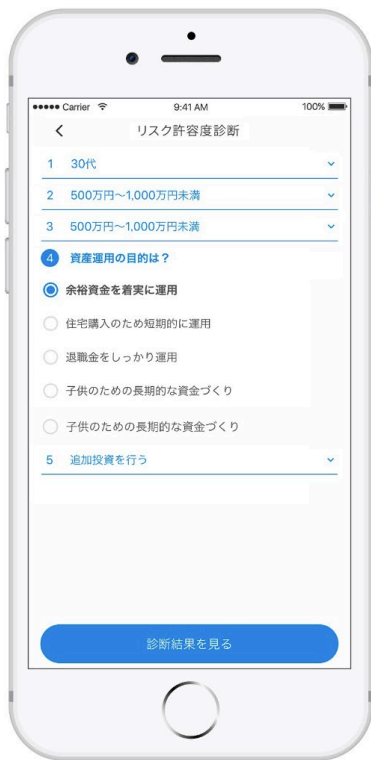 Carrier 9:41 AM 100%
リスク許容度診断
1 30代
2 500万円～1,000万円未満
3 500万円～1,000万円未満
4 資産運用の目的は？
余裕資金を着実に運用
住宅購入のため短期的に運用
退職金をしっかり運用
子供のための長期的な資金づくり
子供のための長期的な資金づくり
5 追加投資を行う
診断結果を見る